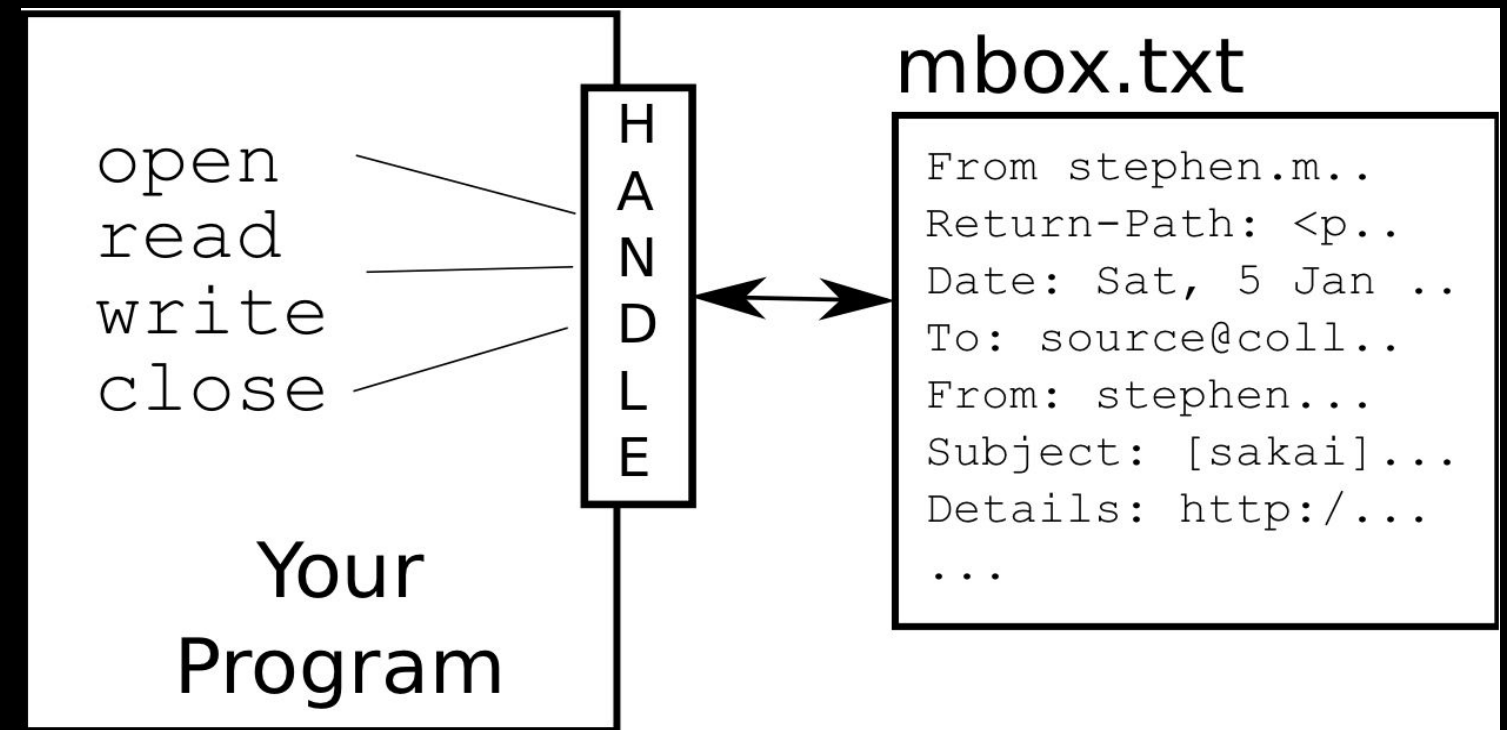 open
read
write
close
Your
Program
H
A
N
D
L
E
mbox.txt
From stephen.m..
Return-Path: <p..
Date: Sat, 5 Jan ..
To: source@coll..
From: stephen...
Subject: [sakai]...
Details: http:/...
...